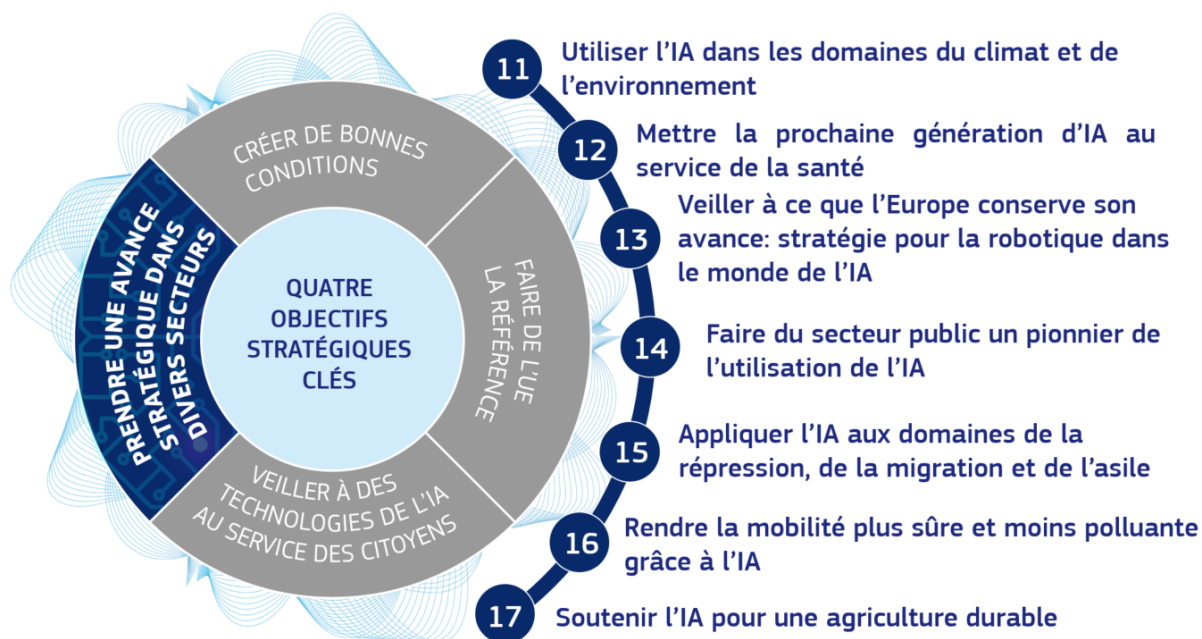 QUATRE
OBJECTIFS
STRATÉGIQUES
CLÉS
CRÉER DE BONNES
CONDITIONS
FAIRE DE L'UE
LA RÉFÉRENCE
VEILLER À DES
TECHNOLOGIES DE L'IA
AU SERVICE DES CITOYENS
PRENDRE UNE AVANCE
STRATÉGIQUE DANS
DIVERS SECTEURS
11 Utiliser l'IA dans les domaines du climat et de
l'environnement
12 Mettre la prochaine génération d'IA au
service de la santé
13 Veiller à ce que l'Europe conserve son
avance: stratégie pour la robotique dans
le monde de l'IA
14 Faire du secteur public un pionnier de
l'utilisation de l'IA
15 Appliquer l'IA aux domaines de la
répression, de la migration et de l'asile
16 Rendre la mobilité plus sûre et moins polluante
grâce à l'IA
17 Soutenir l'IA pour une agriculture durable